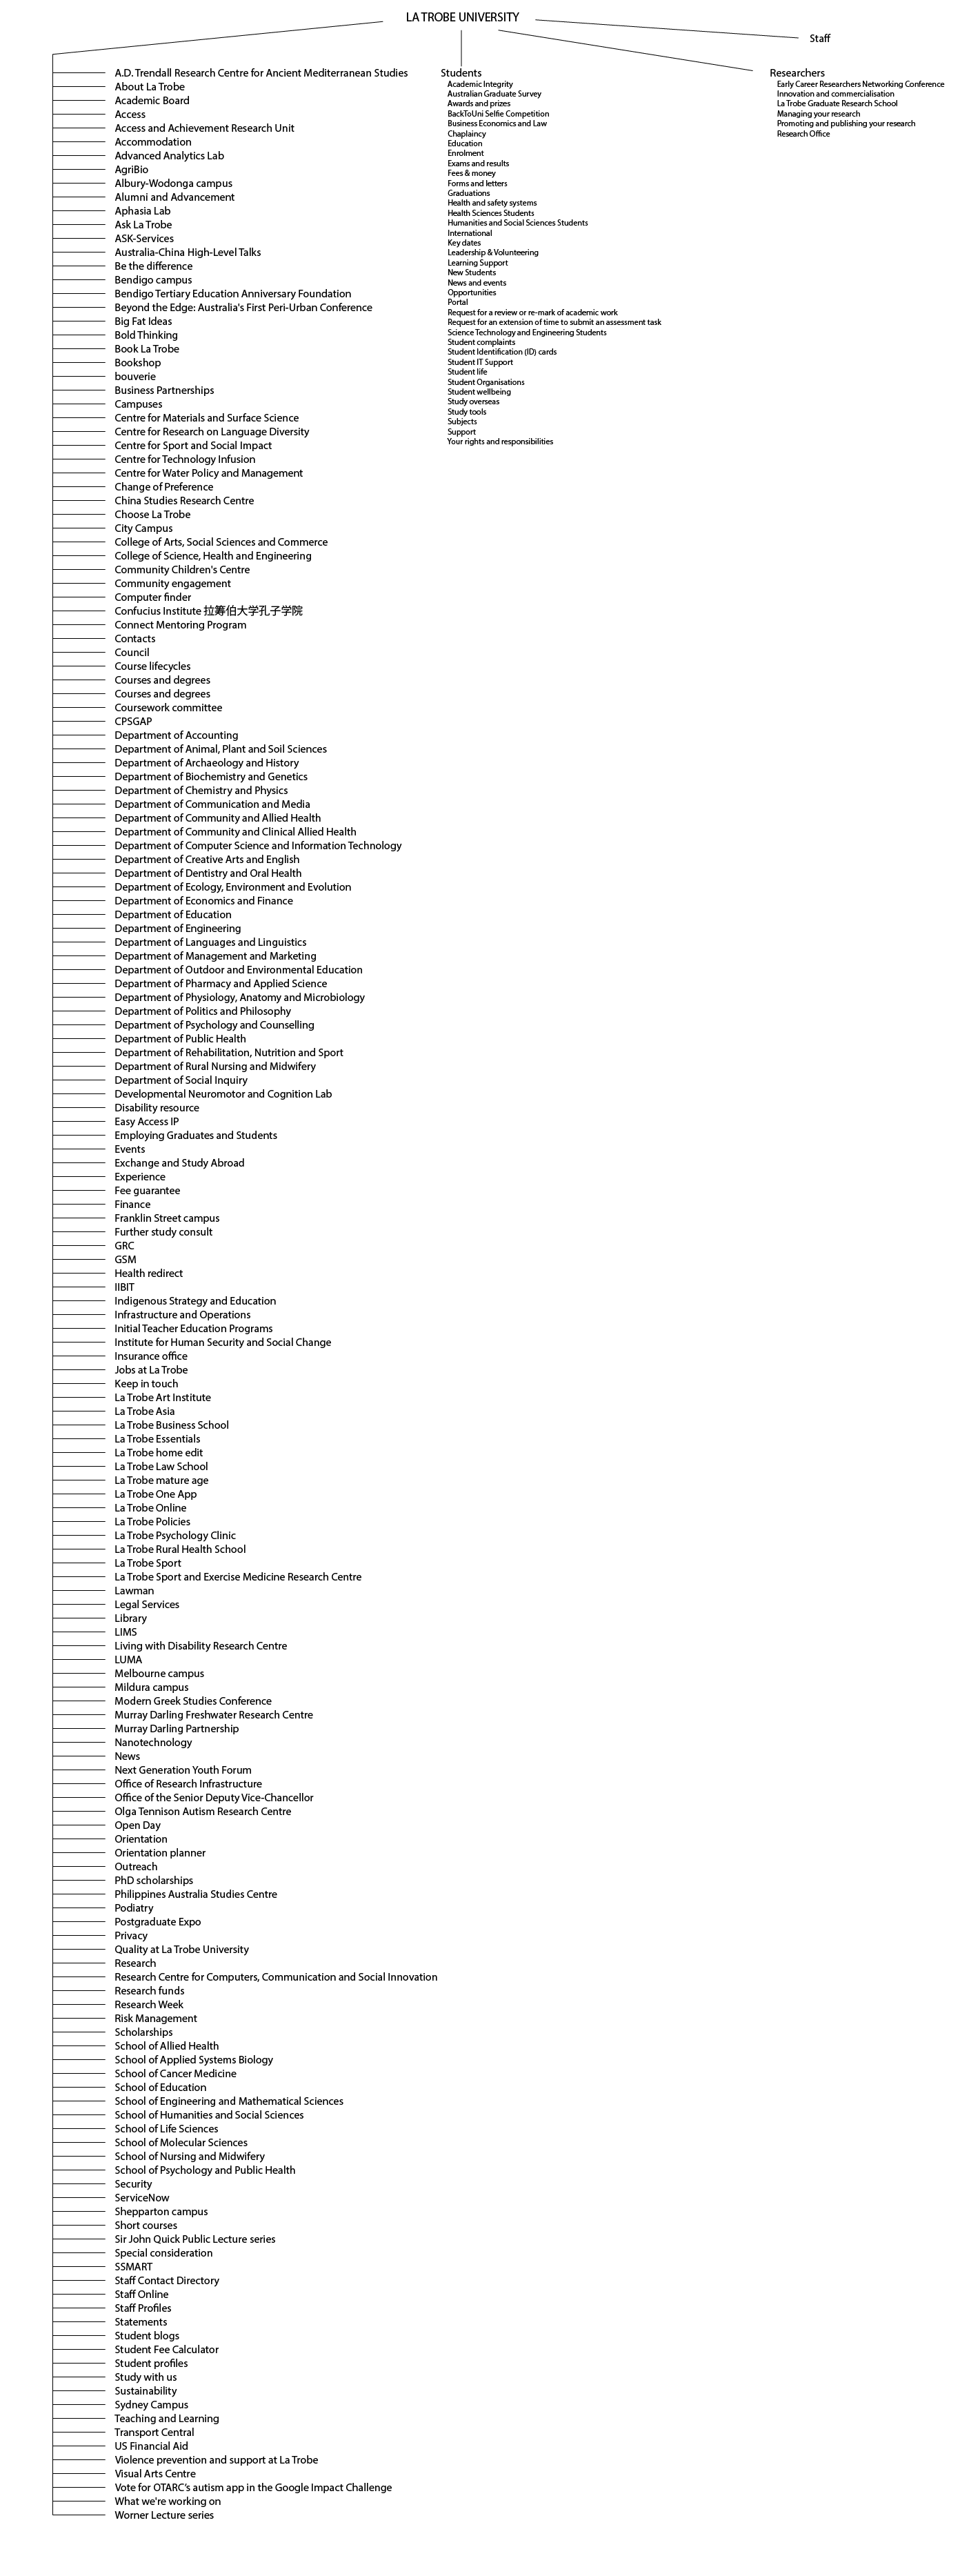 LA TROBE UNIVERSITY
Staff
A.D. Trendall Research Centre for Ancient Mediterranean Studies
About La Trobe
Academic Board
Access
Access and Achievement Research Unit
Accommodation
Advanced Analytics Lab
AgriBio
Albury-Wodonga campus
Alumni and Advancement
Aphasia Lab
Ask La Trobe
ASK-Services
Australia-China High-Level Talks
Be the difference
Bendigo campus
Bendigo Tertiary Education Anniversary Foundation
Beyond the Edge: Australia's First Peri-Urban Conference
Big Fat Ideas
Bold Thinking
Book La Trobe
Bookshop
bouverie
Business Partnerships
Campuses
Centre for Materials and Surface Science
Centre for Research on Language Diversity
Centre for Sport and Social Impact
Centre for Technology Infusion
Centre for Water Policy and Management
Change of Preference
China Studies Research Centre
Choose La Trobe
City Campus
College of Arts, Social Sciences and Commerce
College of Science, Health and Engineering
Community Children's Centre
Community engagement
Computer finder
Confucius Institute 拉筹伯大学孔子学院
Connect Mentoring Program
Contacts
Council
Course lifecycles
Courses and degrees
Courses and degrees
Coursework committee
CPSGAP
Department of Accounting
Department of Animal, Plant and Soil Sciences
Department of Archaeology and History
Department of Biochemistry and Genetics
Department of Chemistry and Physics
Department of Communication and Media
Department of Community and Allied Health
Department of Community and Clinical Allied Health
Department of Computer Science and Information Technology
Department of Creative Arts and English
Department of Dentistry and Oral Health
Department of Ecology, Environment and Evolution
Department of Economics and Finance
Department of Education
Department of Engineering
Department of Languages and Linguistics
Department of Management and Marketing
Department of Outdoor and Environmental Education
Department of Pharmacy and Applied Science
Department of Physiology, Anatomy and Microbiology
Department of Politics and Philosophy
Department of Psychology and Counselling
Department of Public Health
Department of Rehabilitation, Nutrition and Sport
Department of Rural Nursing and Midwifery
Department of Social Inquiry
Developmental Neuromotor and Cognition Lab
Disability resource
Easy Access IP
Employing Graduates and Students
Events
Exchange and Study Abroad
Experience
Fee guarantee
Finance
Franklin Street campus
Further study consult
GRC
GSM
Health redirect
IIBIT
Indigenous Strategy and Education
Infrastructure and Operations
Initial Teacher Education Programs
Institute for Human Security and Social Change
Insurance office
Jobs at La Trobe
Keep in touch
La Trobe Art Institute
La Trobe Asia
La Trobe Business School
La Trobe Essentials
La Trobe home edit
La Trobe Law School
La Trobe mature age
La Trobe One App
La Trobe Online
La Trobe Policies
La Trobe Psychology Clinic
La Trobe Rural Health School
La Trobe Sport
La Trobe Sport and Exercise Medicine Research Centre
Lawman
Legal Services
Library
LIMS
Living with Disability Research Centre
LUMA
Melbourne campus
Mildura campus
Modern Greek Studies Conference
Murray Darling Freshwater Research Centre
Murray Darling Partnership
Nanotechnology
News
Next Generation Youth Forum
Office of Research Infrastructure
Office of the Senior Deputy Vice-Chancellor
Olga Tennison Autism Research Centre
Open Day
Orientation
Orientation planner
Outreach
PhD scholarships
Philippines Australia Studies Centre
Podiatry
Postgraduate Expo
Privacy
Quality at La Trobe University
Research
Research Centre for Computers, Communication and Social Innovation
Research funds
Research Week
Risk Management
Scholarships
School of Allied Health
School of Applied Systems Biology
School of Cancer Medicine
School of Education
School of Engineering and Mathematical Sciences
School of Humanities and Social Sciences
School of Life Sciences
School of Molecular Sciences
School of Nursing and Midwifery
School of Psychology and Public Health
Security
ServiceNow
Shepparton campus
Short courses
Sir John Quick Public Lecture series
Special consideration
SSMART
Staff Contact Directory
Staff Online
Staff Profiles
Statements
Student blogs
Student Fee Calculator
Student profiles
Study with us
Sustainability
Sydney Campus
Teaching and Learning
Transport Central
US Financial Aid
Violence prevention and support at La Trobe
Visual Arts Centre
Vote for OTARC's autism app in the Google Impact Challenge
What we're working on
Worner Lecture series
Students
Academic Integrity
Australian Graduate Survey
Awards and prizes
BackToUni Selfie Competition
Business Economics and Law
Chaplaincy
Education
Enrolment
Exams and results
Fees & money
Forms and letters
Graduations
Health and safety systems
Health Sciences Students
Humanities and Social Sciences Students
International
Key dates
Leadership & Volunteering
Learning Support
New Students
News and events
Opportunities
Portal
Request for a review or re-mark of academic work
Request for an extension of time to submit an assessment task
Science Technology and Engineering Students
Student complaints
Student Identification (ID) cards
Student IT Support
Student life
Student Organisations
Student wellbeing
Study overseas
Study tools
Subjects
Support
Your rights and responsibilities
Researchers
Early Career Researchers Networking Conference
Innovation and commercialisation
La Trobe Graduate Research School
Managing your research
Promoting and publishing your research
Research Office